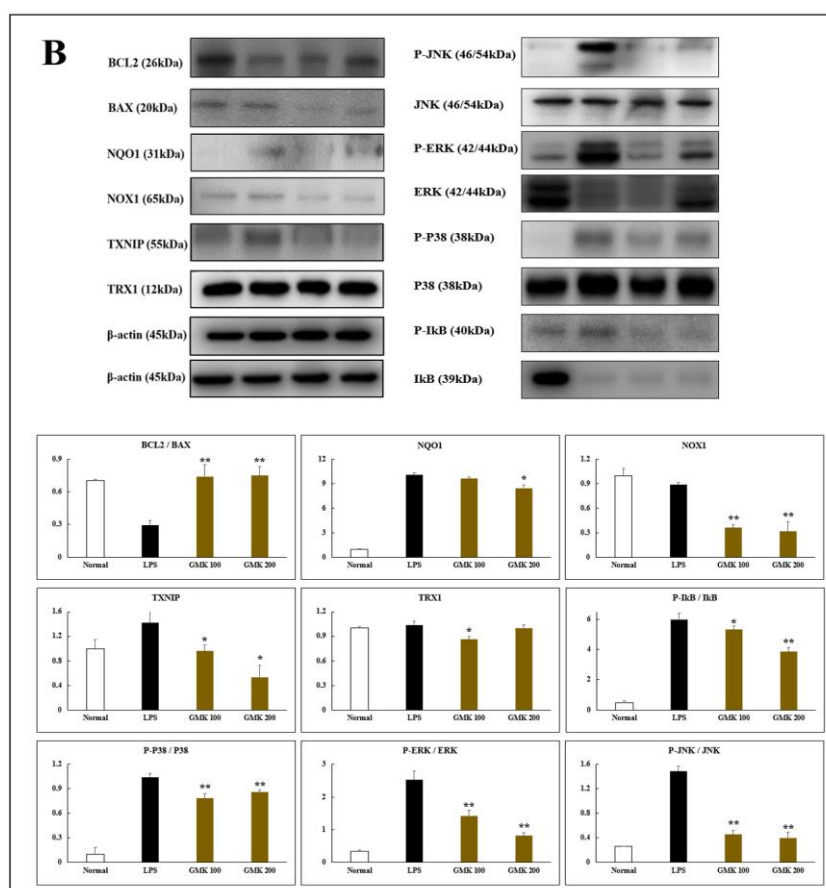 B
BCL2 (26kDa)
BAX (20kDa)
NQO1 (31kDa)
NOX1 (65kDa)
TXNIP (55kDa)
TRX1 (12kDa)
β-actin (45kDa)
β-actin (45kDa)
P-JNK (46/54kDa)
JNK (46/54kDa)
P-ERK (42/44kDa)
ERK (42/44kDa)
P-P38 (38kDa)
P38 (38kDa)
P-IkB (40kDa)
IkB (39kDa)
BCL2 / BAX
0.9
0.6
0.3
0
** **
Normal LPS GMK 100 GMK 200
NQO1
12
9
6
3
0
*
Normal LPS GMK 100 GMK 200
NOX1
1.2
0.9
0.6
0.3
0
** **
Normal LPS GMK 100 GMK 200
TXNIP
1.6
1.2
0.8
0.4
0
* *
Normal LPS GMK 100 GMK 200
TRX1
1.2
0.9
0.6
0.3
0
*
Normal LPS GMK 100 GMK 200
P-IkB / IkB
6
4
2
0
* **
Normal LPS GMK 100 GMK 200
P-P38 / P38
1.2
0.9
0.6
0.3
0
** **
Normal LPS GMK 100 GMK 200
P-ERK / ERK
3
2
1
0
** **
Normal LPS GMK 100 GMK 200
P-JNK / JNK
1.6
1.2
0.8
0.4
0
** **
Normal LPS GMK 100 GMK 200